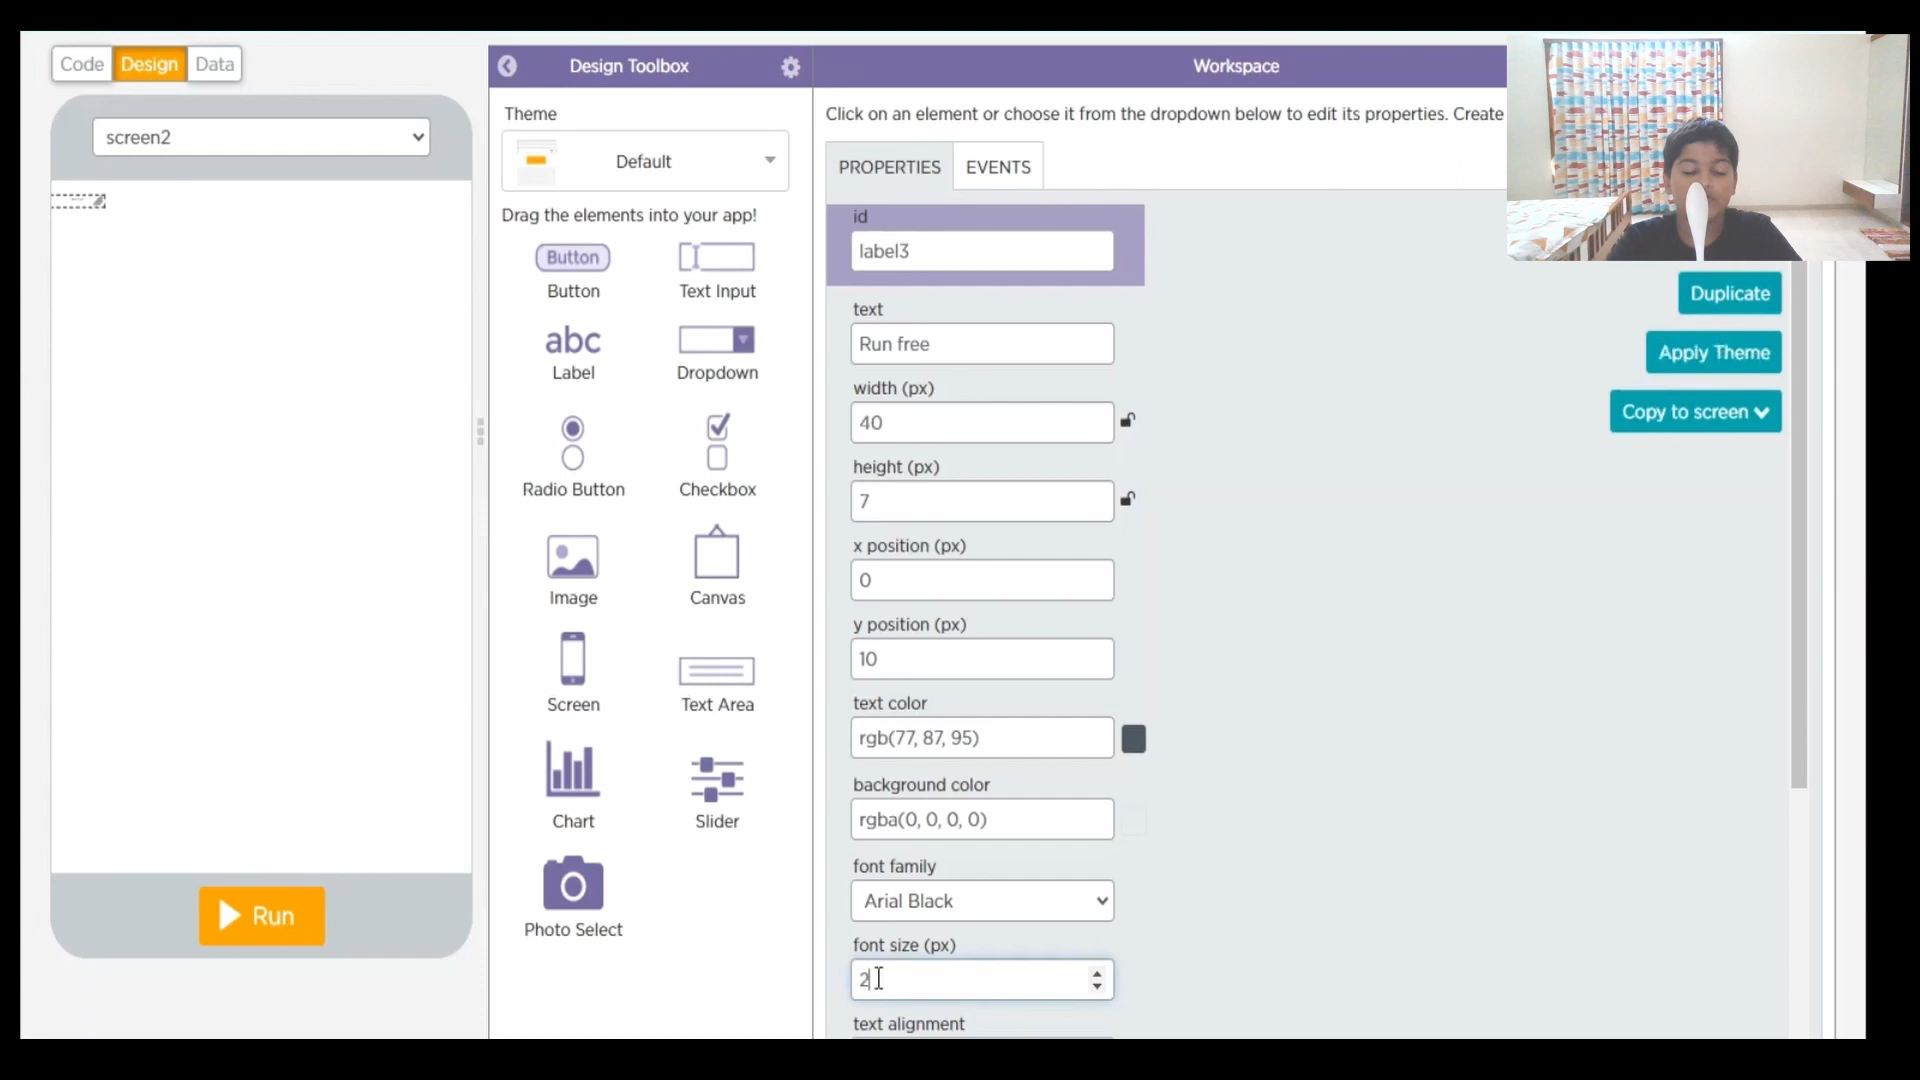 Code Design Data
screen2
Run
Design Toolbox
Theme
Default
Drag the elements into your app!
Button
Button
Text Input
abc
Label
Dropdown
Radio Button
Checkbox
Image
Canvas
Screen
Text Area
Chart
Slider
Photo Select
Workspace
Click on an element or choose it from the dropdown below to edit its properties. Create
PROPERTIES EVENTS
id
label3
text
Run free
width (px)
40
height (px)
7
x position (px)
0
y position (px)
10
text color
rgb(77, 87, 95)
background color
rgba(0, 0, 0, 0)
font family
Arial Black
font size (px)
2
text alignment
Duplicate
Apply Theme
Copy to screen